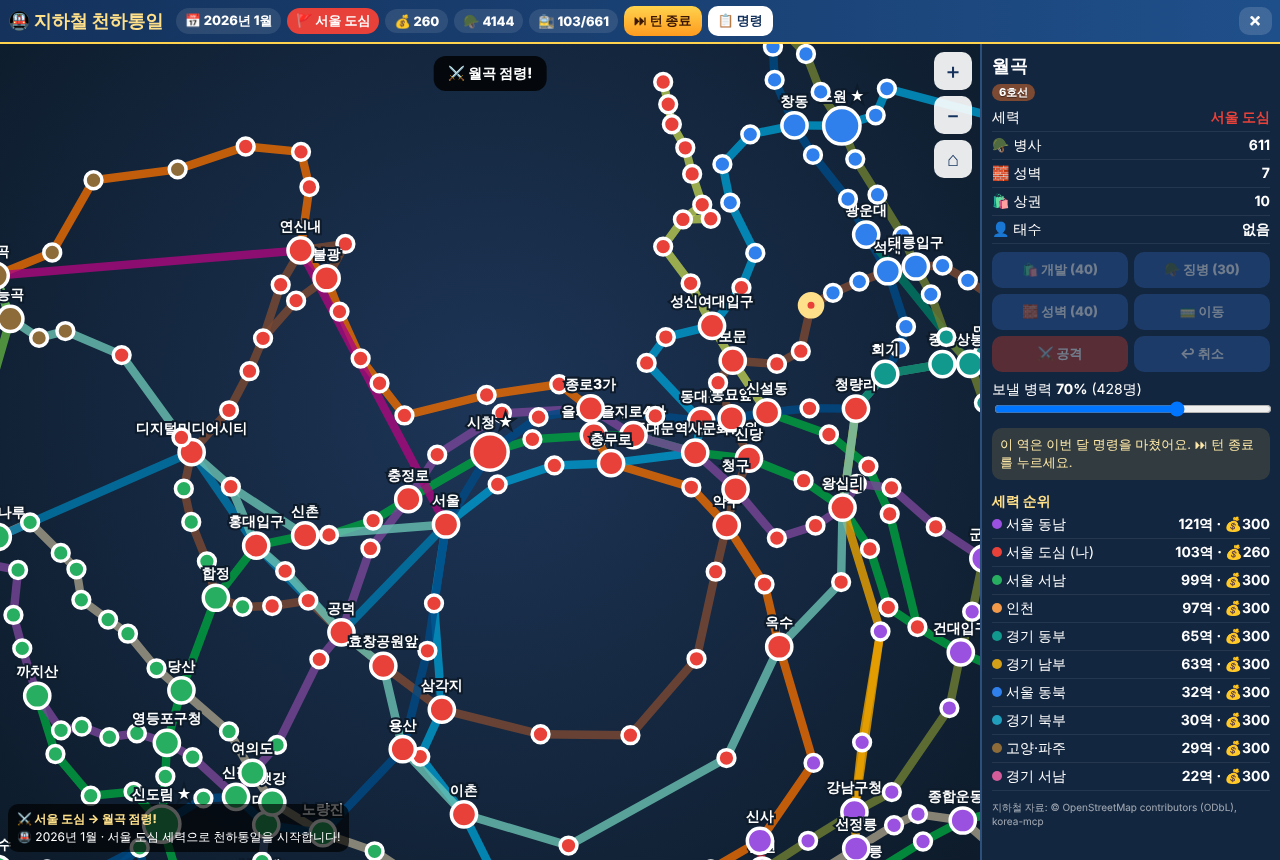 지하철 천하통일
2026년 1월
서울 도심
260
4144
103/661
턴 종료
명령
×
월곡 점령!
+
−
⌂
창동
노원 ★
광운대
석계
태릉입구
연신내
불광
능곡
성신여대입구
보문
회기
종로3가
신설동
청량리
디지털미디어시티
시청 ★
충무로
동대문역사문화공원
신당
청구
충정로
왕십리
서울
약수
홍대입구
신촌
합정
공덕
효창공원앞
옥수
건대입구
까치산
당산
삼각지
영등포구청
용산
여의도
샛강
신도림 ★
노량진
이촌
강남구청
신사
선정릉
종합운동
서울 도심 → 월곡 점령!
2026년 1월 · 서울 도심 세력으로 천하통일을 시작합니다!
월곡
6호선
세력 서울 도심
병사 611
성벽 7
상권 10
태수 없음
개발 (40) 징병 (30)
성벽 (40) 이동
공격 취소
보낼 병력 70% (428명)
이 역은 이번 달 명령을 마쳤어요. ⏭ 턴 종료
를 누르세요.
세력 순위
서울 동남 121역 · 300
서울 도심 (나) 103역 · 260
서울 서남 99역 · 300
인천 97역 · 300
경기 동부 65역 · 300
경기 남부 63역 · 300
서울 동북 32역 · 300
경기 북부 30역 · 300
고양·파주 29역 · 300
경기 서남 22역 · 300
지하철 자료: © OpenStreetMap contributors (ODbL),
korea-mcp